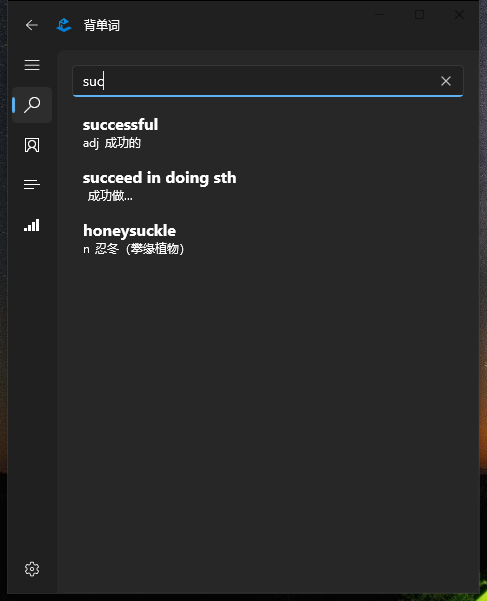 背单词
suc
successful
adj 成功的
succeed in doing sth
成功做...
honeysuckle
n 忍冬（攀缘植物）